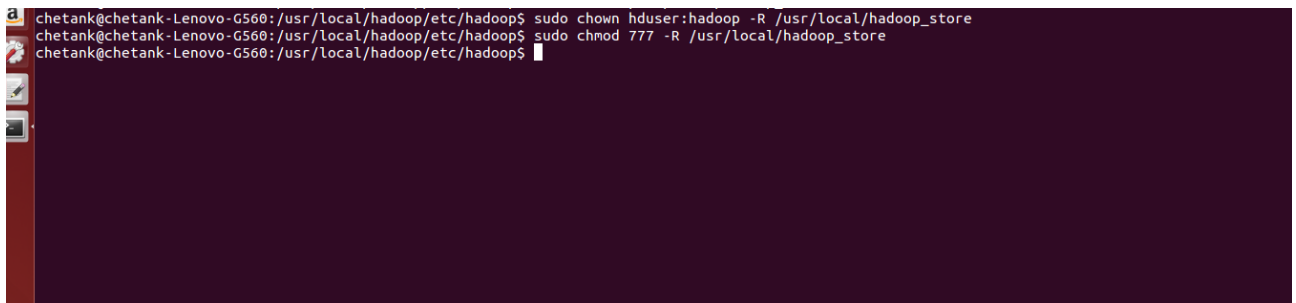 a
chetank@chetank-Lenovo-G560:/usr/local/hadoop/etc/hadoop$ sudo chown hduser:hadoop -R /usr/local/hadoop_store
chetank@chetank-Lenovo-G560:/usr/local/hadoop/etc/hadoop$ sudo chmod 777 -R /usr/local/hadoop_store
chetank@chetank-Lenovo-G560:/usr/local/hadoop/etc/hadoop$